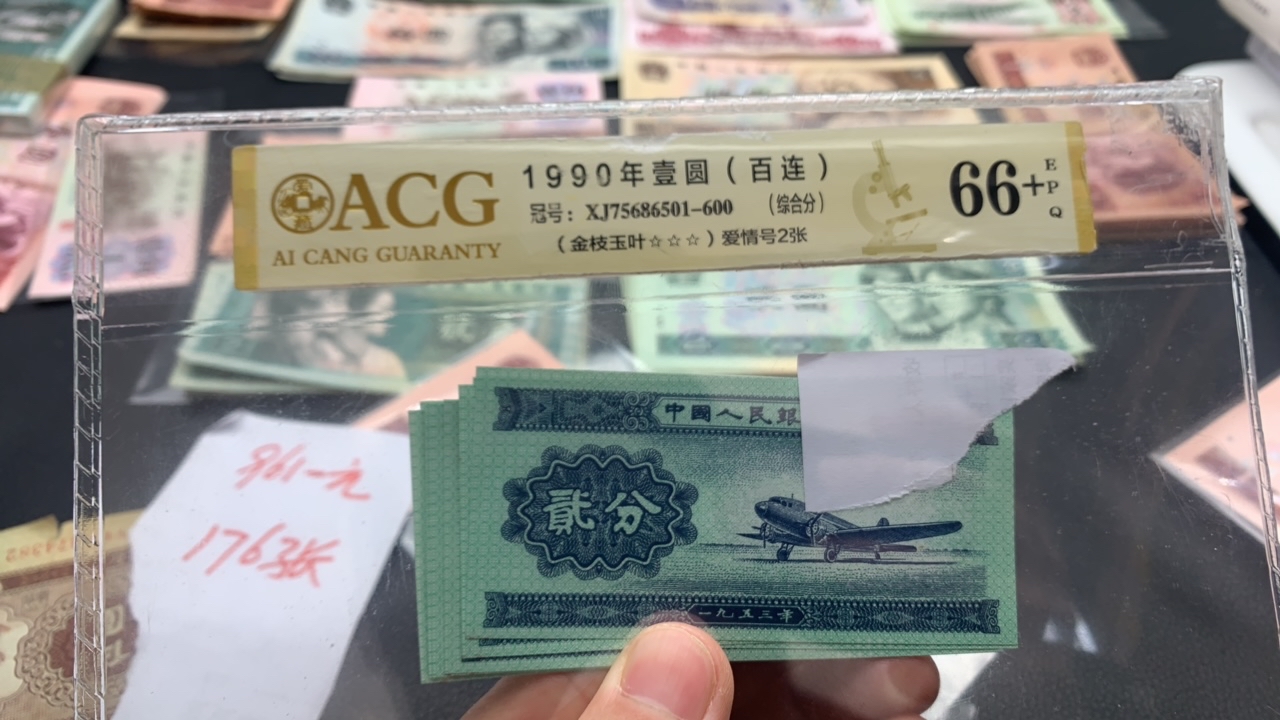 ACG
AI CANG GUARANTY
1990年壹圆（百连）
冠号：XJ75686501-600 （综合分）
（金枝玉叶☆☆☆）爱情号2张
66+
EPQ
中國人民銀
貳分
一九五三年
1763张